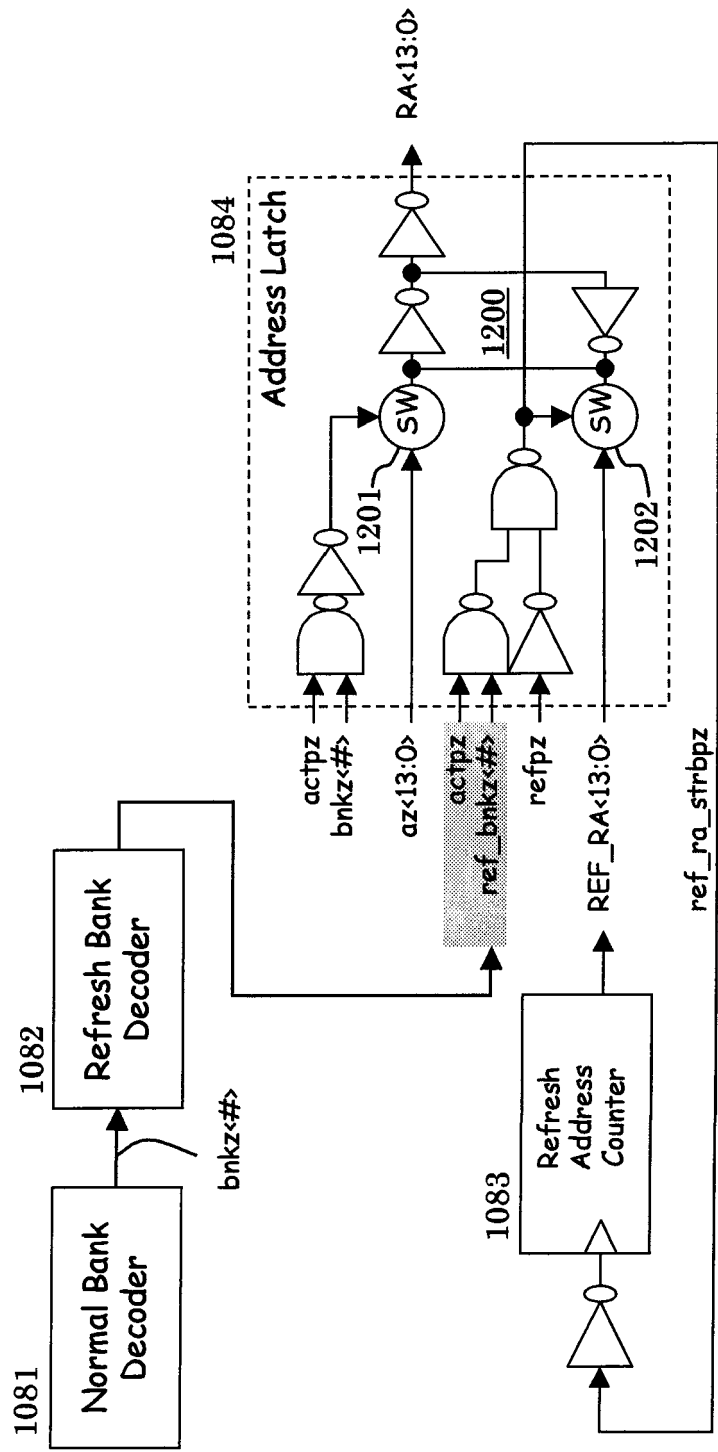 1081
Normal Bank
Decoder
bnkz<#>
1082
Refresh Bank
Decoder
1083
Refresh
Address
Counter
1084
Address Latch
actpz
bnkz<#>
az<13:0>
actpz
ref_bnkz<#>
refpz
REF_RA<13:0>
ref_ra_strbpz
1201
SW
1200
SW
1202
RA<13:0>